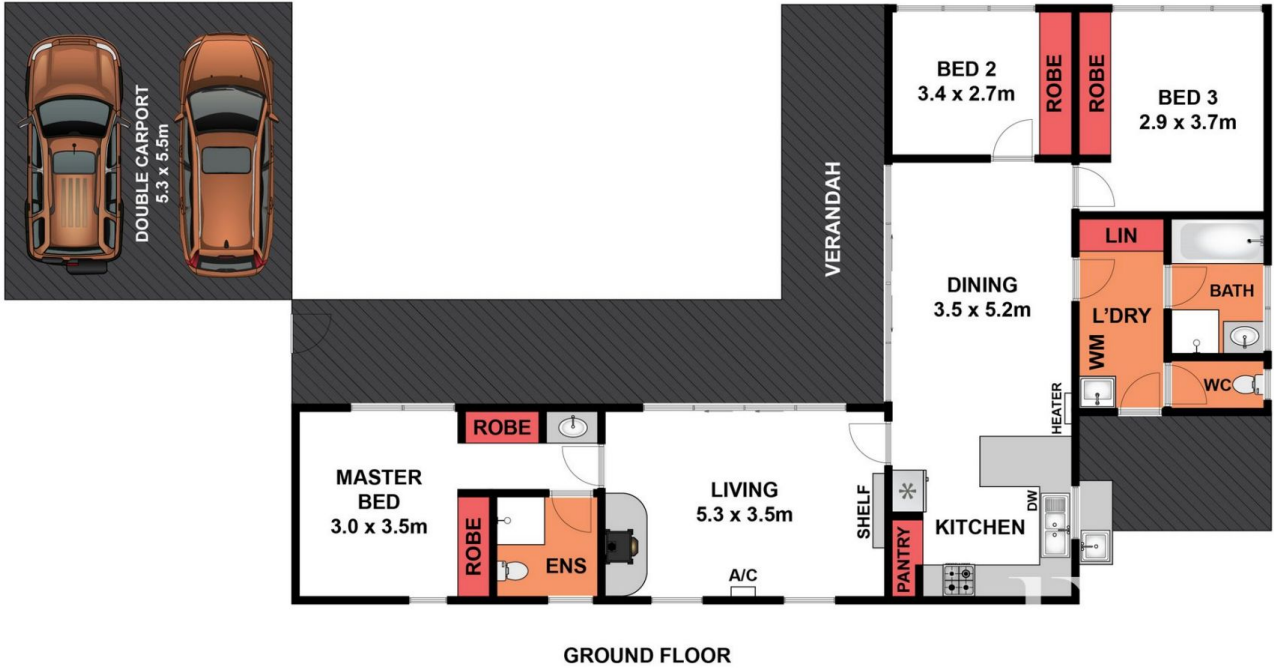 DOUBLE CARPORT
5.3 x 5.5m
VERANDAH
BED 2
3.4 x 2.7m
ROBE
ROBE
BED 3
2.9 x 3.7m
LIN
DINING
3.5 x 5.2m
L'DRY
BATH
WM
WC
HEATER
ROBE
MASTER
BED
3.0 x 3.5m
ROBE
ENS
LIVING
5.3 x 3.5m
A/C
SHELF
KITCHEN
DW
PANTRY
GROUND FLOOR